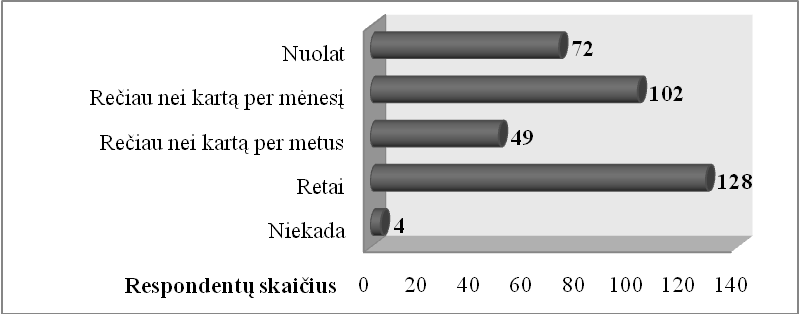 Nuolat 72
Rečiau nei kartą per mėnesį 102
Rečiau nei kartą per metus 49
Retai 128
Niekada 4
Respondentų skaičius 0 20 40 60 80 100 120 140